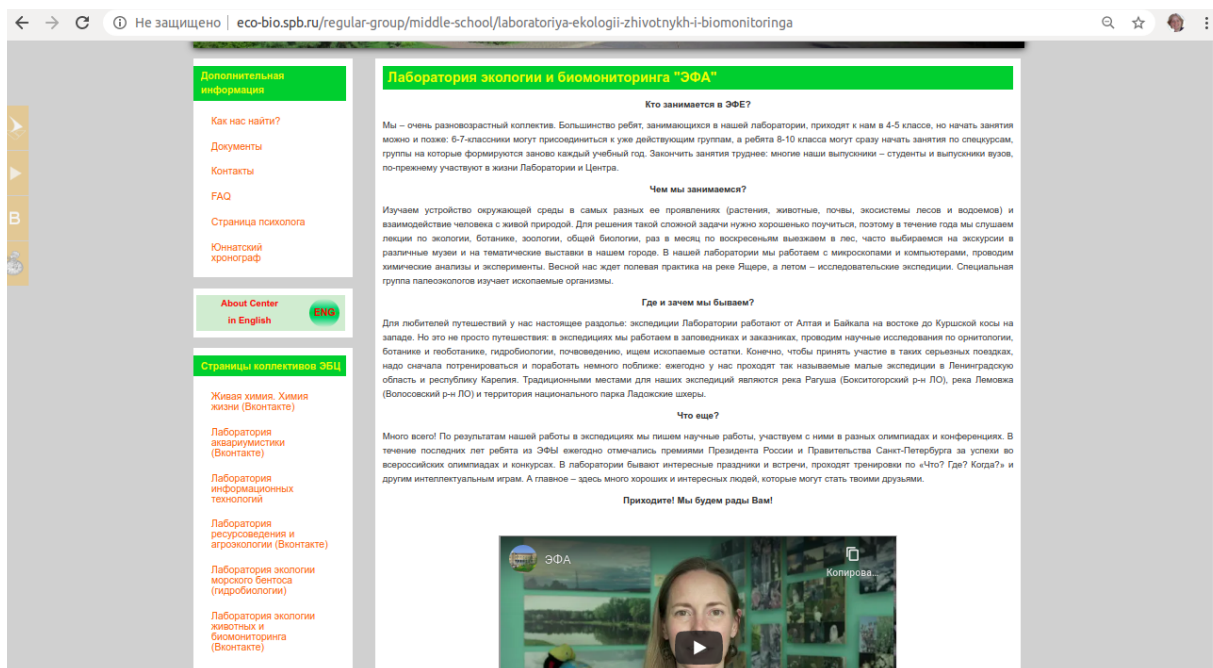 Не защищено | eco-bio.spb.ru/regular-group/middle-school/laboratoriya-ekologii-zhivotnykh-i-biomonitoringa
Дополнительная
информация
Как нас найти?
Документы
Контакты
FAQ
Страница психолога
Юннатский
хронограф
About Center
in English
ENG
Страницы коллективов ЭБЦ
Живая химия. Химия
жизни (Вконтакте)
Лаборатория
аквариумистики
(Вконтакте)
Лаборатория
информационных
технологий
Лаборатория
ресурсоведения и
агроэкологии (Вконтакте)
Лаборатория экологии
морского бентоса
(гидробиологии)
Лаборатория экологии
животных и
биомониторинга
(Вконтакте)
B
Лаборатория экологии и биомониторинга "ЭФА"
Кто занимается в ЭФЕ?
Мы – очень разновозрастный коллектив. Большинство ребят, занимающихся в нашей лаборатории, приходят к нам в 4-5 классе, но начать занятия
можно и позже: 6-7-классники могут присоединиться к уже действующим группам, а ребята 8-10 класса могут сразу начать занятия по спецкурсам,
группы на которые формируются заново каждый учебный год. Закончить занятия труднее: многие наши выпускники – студенты и выпускники вузов,
по-прежнему участвуют в жизни Лаборатории и Центра.
Чем мы занимаемся?
Изучаем устройство окружающей среды в самых разных ее проявлениях (растения, животные, почвы, экосистемы лесов и водоемов) и
взаимодействие человека с живой природой. Для решения такой сложной задачи нужно хорошенько поучиться, поэтому в течение года мы слушаем
лекции по экологии, ботанике, зоологии, общей биологии, раз в месяц по воскресеньям выезжаем в лес, часто выбираемся на экскурсии в
различные музеи и на тематические выставки в нашем городе. В нашей лаборатории мы работаем с микроскопами и компьютерами, проводим
химические анализы и эксперименты. Весной нас ждет полевая практика на реке Ящере, а летом – исследовательские экспедиции. Специальная
группа палеоэкологов изучает ископаемые организмы.
Где и зачем мы бываем?
Для любителей путешествий у нас настоящее раздолье: экспедиции Лаборатории работают от Алтая и Байкала на востоке до Куршской косы на
западе. Но это не просто путешествия: в экспедициях мы работаем в заповедниках и заказниках, проводим научные исследования по орнитологии,
ботанике и геоботанике, гидробиологии, почвоведению, ищем ископаемые остатки. Конечно, чтобы принять участие в таких серьезных поездках,
надо сначала потренироваться и поработать немного поближе: ежегодно у нас проходят так называемые малые экспедиции в Ленинградскую
область и республику Карелия. Традиционными местами для наших экспедиций являются река Рагуша (Бокситогорский р-н ЛО), река Лемовжа
(Волосовский р-н ЛО) и территория национального парка Ладожские шхеры.
Что еще?
Много всего! По результатам нашей работы в экспедициях мы пишем научные работы, участвуем с ними в разных олимпиадах и конференциях. В
течение последних лет ребята из ЭФЫ ежегодно отмечались премиями Президента России и Правительства Санкт-Петербурга за успехи во
всероссийских олимпиадах и конкурсах. В лаборатории бывают интересные праздники и встречи, проходят тренировки по «Что? Где? Когда?» и
другим интеллектуальным играм. А главное – здесь много хороших и интересных людей, которые могут стать твоими друзьями.
Приходите! Мы будем рады Вам!
ЭФА
Копирова...